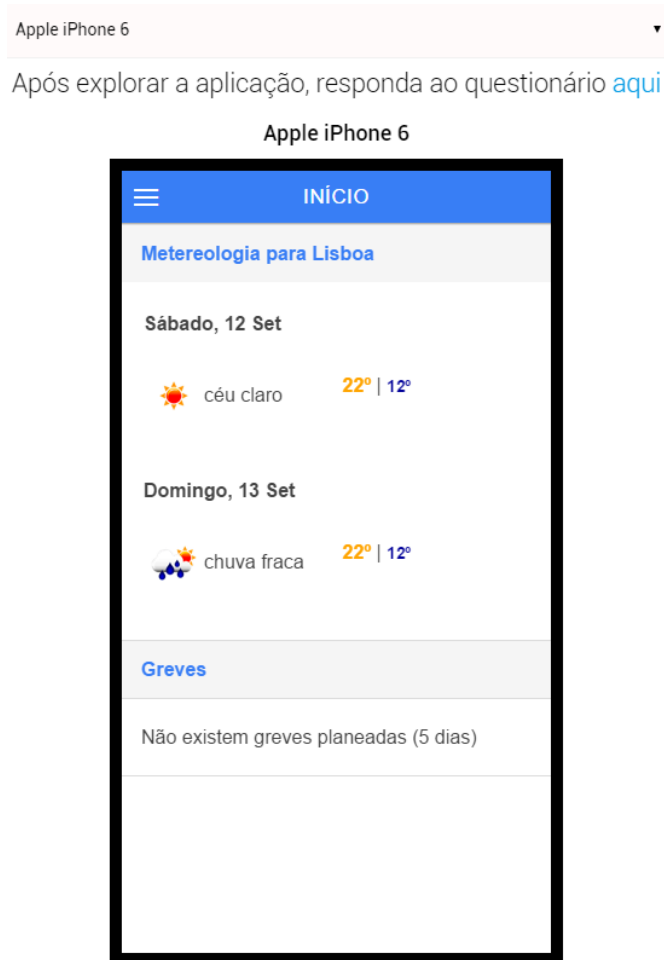 Apple iPhone 6
Após explorar a aplicação, responda ao questionário aqui
Apple iPhone 6
INÍCIO
Metereologia para Lisboa
Sábado, 12 Set
céu claro 22º | 12º
Domingo, 13 Set
chuva fraca 22º | 12º
Greves
Não existem greves planeadas (5 dias)